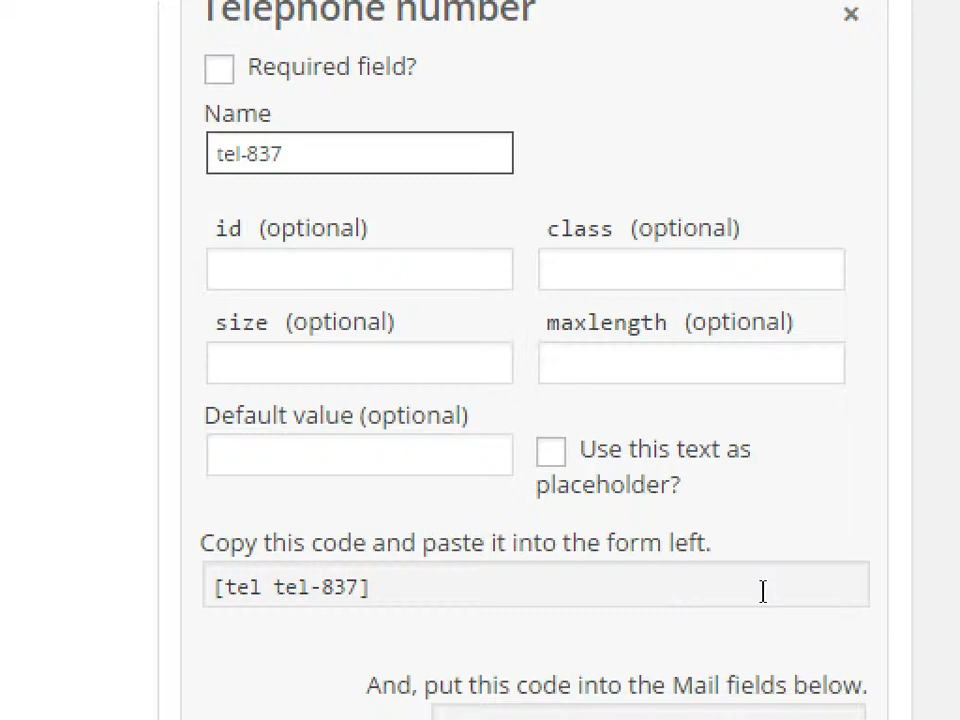 Telephone number
×
Required field?
Name
tel-837
id (optional)
class (optional)
size (optional)
maxlength (optional)
Default value (optional)
Use this text as
placeholder?
Copy this code and paste it into the form left.
[tel tel-837]
And, put this code into the Mail fields below.